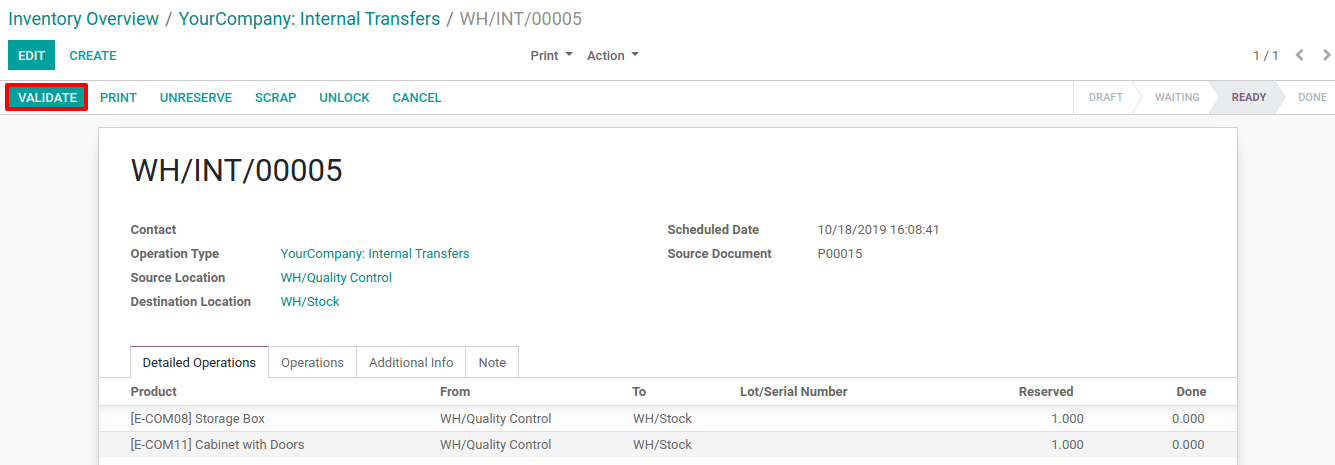 Inventory Overview / YourCompany: Internal Transfers / WH/INT/00005
EDIT CREATE Print Action 1 / 1
VALIDATE PRINT UNRESERVE SCRAP UNLOCK CANCEL DRAFT WAITING READY DONE
WH/INT/00005
Contact Scheduled Date 10/18/2019 16:08:41
Operation Type YourCompany: Internal Transfers Source Document P00015
Source Location WH/Quality Control
Destination Location WH/Stock
Detailed Operations Operations Additional Info Note
Product From To Lot/Serial Number Reserved Done
[E-COM08] Storage Box WH/Quality Control WH/Stock 1.000 0.000
[E-COM11] Cabinet with Doors WH/Quality Control WH/Stock 1.000 0.000